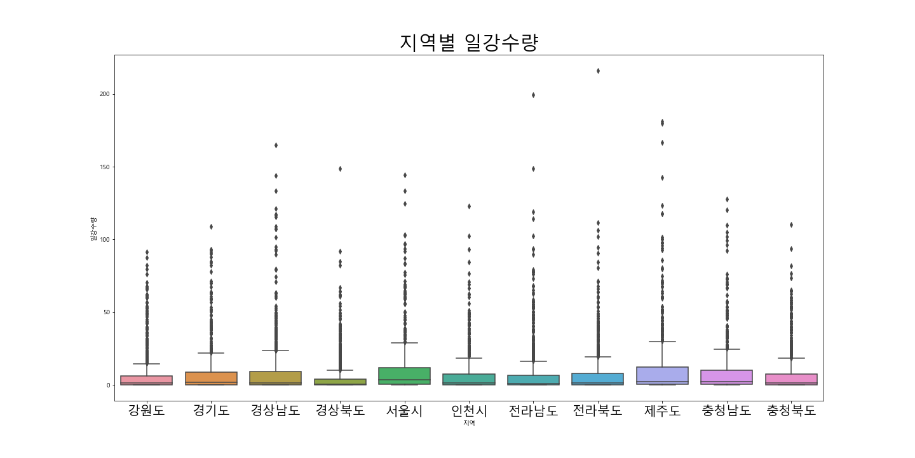 지역별 일강수량
200
150
100
50
0
일강수량
강원도 경기도 경상남도 경상북도 서울시 인천시 전라남도 전라북도 제주도 충청남도 충청북도
지역